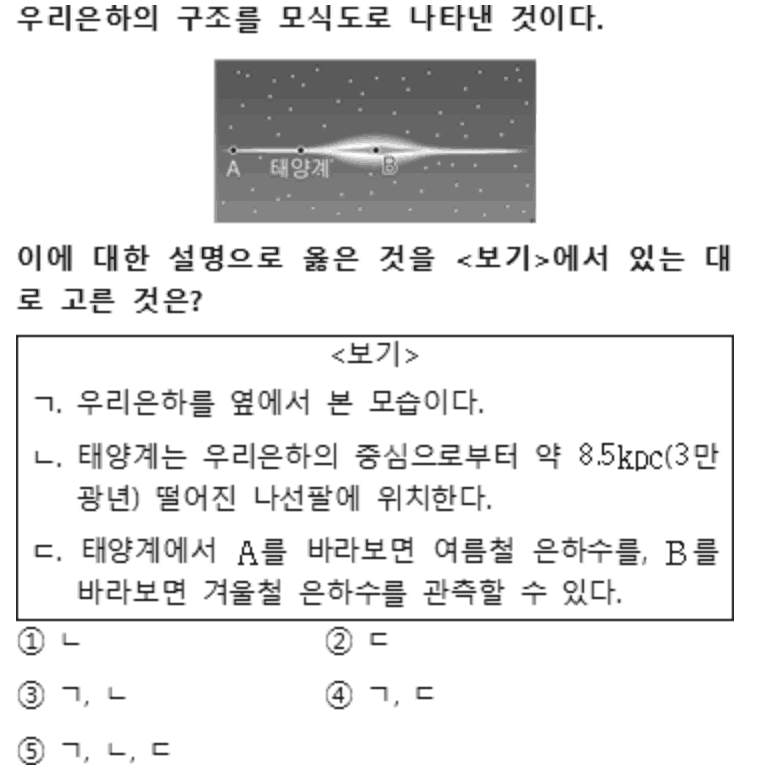 우리은하의 구조를 모식도로 나타낸 것이다.
A 태양계 B
이에 대한 설명으로 옳은 것을 <보기>에서 있는 대
로 고른 것은?
<보기>
ㄱ. 우리은하를 옆에서 본 모습이다.
ㄴ. 태양계는 우리은하의 중심으로부터 약 8.5kpc(3만
광년) 떨어진 나선팔에 위치한다.
ㄷ. 태양계에서 A를 바라보면 여름철 은하수를, B를
바라보면 겨울철 은하수를 관측할 수 있다.
① ㄴ ② ㄷ
③ ㄱ, ㄴ ④ ㄱ, ㄷ
⑤ ㄱ, ㄴ, ㄷ